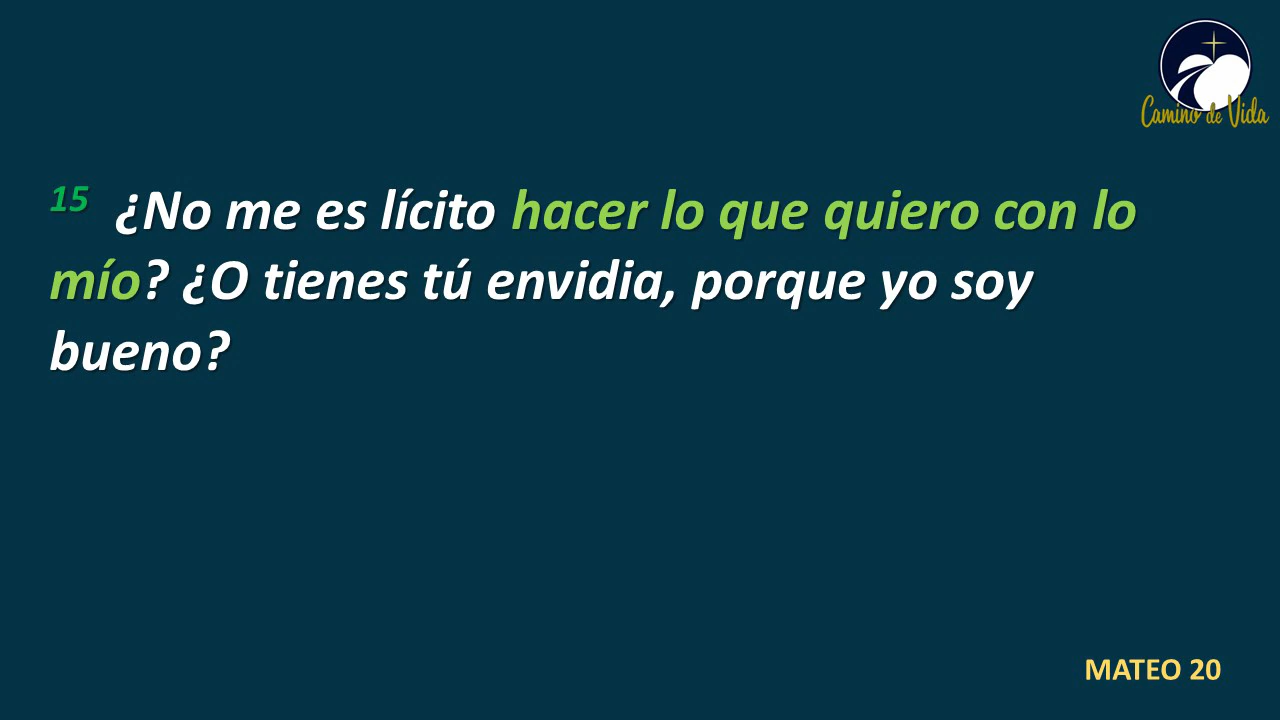 Camino de Vida
15 ¿No me es lícito hacer lo que quiero con lo
mío? ¿O tienes tú envidia, porque yo soy
bueno?
MATEO 20